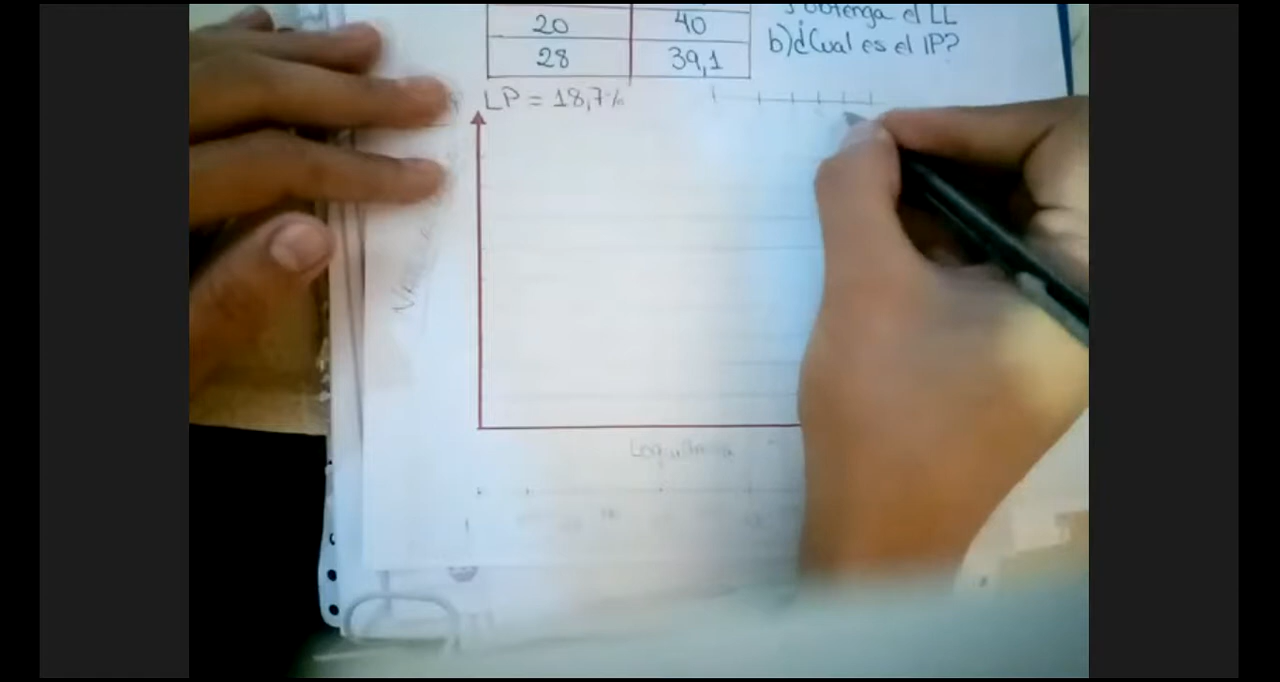 obtenga el LL
20 40
b) ¿Cual es el IP?
28 39,1
LP = 18,7%